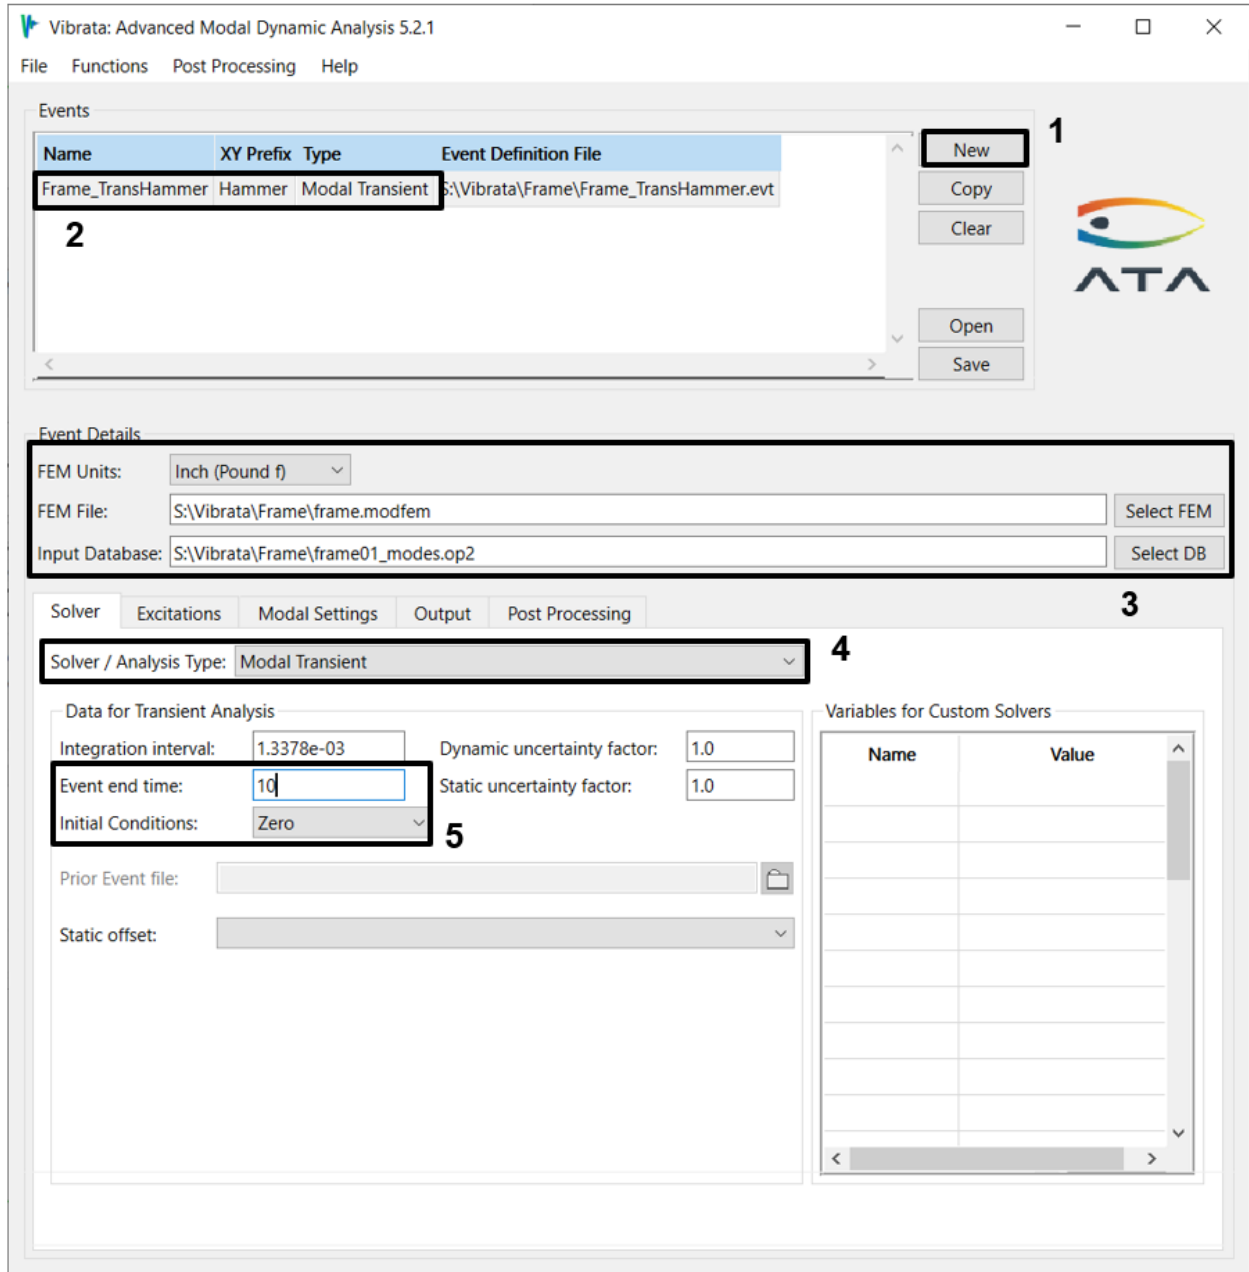 Vibrata: Advanced Modal Dynamic Analysis 5.2.1
File Functions Post Processing Help
Events
Name XY Prefix Type Event Definition File
Frame_TransHammer Hammer Modal Transient S:\Vibrata\Frame\Frame_TransHammer.evt
2
New
1
Copy
Clear
ATA
Open
Save
Event Details
FEM Units: Inch (Pound f)
FEM File: S:\Vibrata\Frame\frame.modfem Select FEM
Input Database: S:\Vibrata\Frame\frame01_modes.op2 Select DB
3
Solver Excitations Modal Settings Output Post Processing
Solver / Analysis Type: Modal Transient
4
Data for Transient Analysis
Integration interval: 1.3378e-03 Dynamic uncertainty factor: 1.0
Event end time: 10 Static uncertainty factor: 1.0
Initial Conditions: Zero
5
Prior Event file:
Static offset:
Variables for Custom Solvers
Name Value